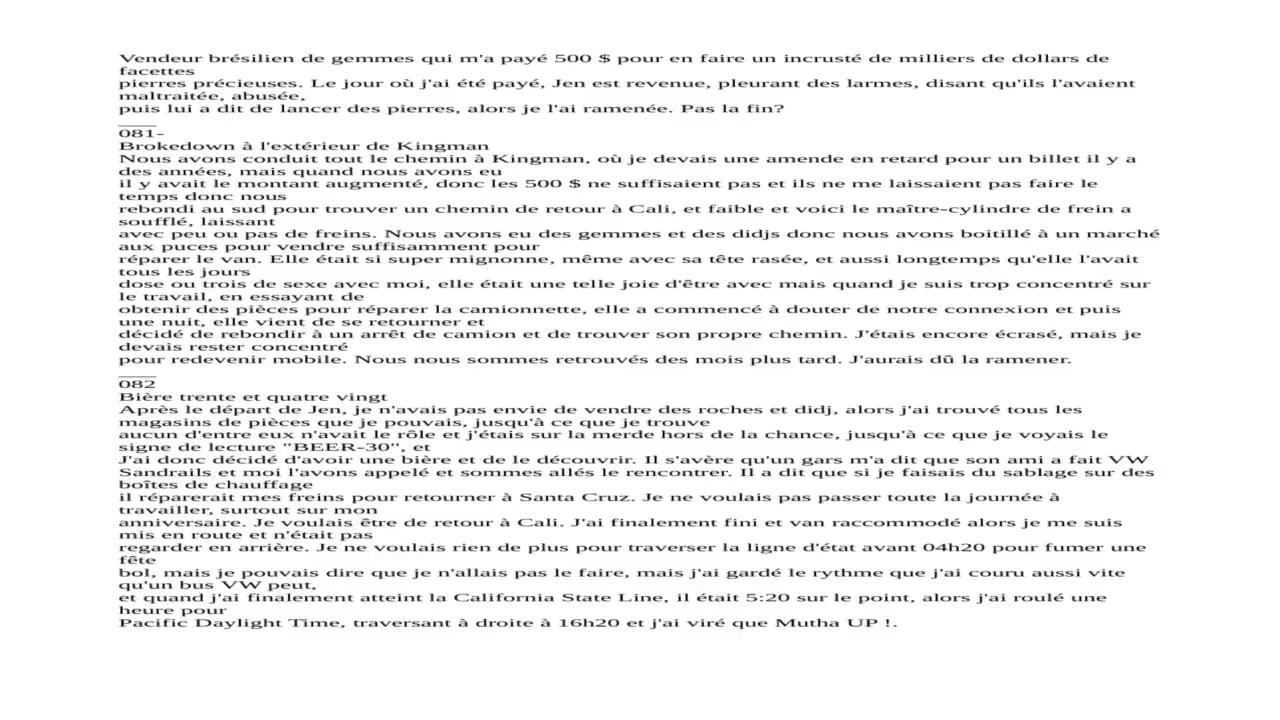 Vendeur brésilien de gemmes qui m'a payé 500 $ pour en faire un incrusté de milliers de dollars de
facettes
pierres précieuses. Le jour où j'ai été payé, Jen est revenue, pleurant des larmes, disant qu'ils l'avaient
maltraitée, abusée,
puis lui a dit de lancer des pierres, alors je l'ai ramenée. Pas la fin?
____
081-
Brokedown à l'extérieur de Kingman
Nous avons conduit tout le chemin à Kingman, où je devais une amende en retard pour un billet il y a
des années, mais quand nous avons eu
il y avait le montant augmenté, donc les 500 $ ne suffisaient pas et ils ne me laissaient pas faire le
temps donc nous
rebondi au sud pour trouver un chemin de retour à Cali, et faible et voici le maître-cylindre de frein a
soufflé, laissant
avec peu ou pas de freins. Nous avons eu des gemmes et des didjs donc nous avons boitillé à un marché
aux puces pour vendre suffisamment pour
réparer le van. Elle était si super mignonne, même avec sa tête rasée, et aussi longtemps qu'elle l'avait
tous les jours
dose ou trois de sexe avec moi, elle était une telle joie d'être avec mais quand je suis trop concentré sur
le travail, en essayant de
obtenir des pièces pour réparer la camionnette, elle a commencé à douter de notre connexion et puis
une nuit, elle vient de se retourner et
décidé de rebondir à un arrêt de camion et de trouver son propre chemin. J'étais encore écrasé, mais je
devais rester concentré
pour redevenir mobile. Nous nous sommes retrouvés des mois plus tard. J'aurais dû la ramener.
____
082
Bière trente et quatre vingt
Après le départ de Jen, je n'avais pas envie de vendre des roches et didj, alors j'ai trouvé tous les
magasins de pièces que je pouvais, jusqu'à ce que je trouve
aucun d'entre eux n'avait le rôle et j'étais sur la merde hors de la chance, jusqu'à ce que je voyais le
signe de lecture "BEER-30", et
J'ai donc décidé d'avoir une bière et de le découvrir. Il s'avère qu'un gars m'a dit que son ami a fait VW
Sandrails et moi l'avons appelé et sommes allés le rencontrer. Il a dit que si je faisais du sablage sur des
boîtes de chauffage
il réparerait mes freins pour retourner à Santa Cruz. Je ne voulais pas passer toute la journée à
travailler, surtout sur mon
anniversaire. Je voulais être de retour à Cali. J'ai finalement fini et van raccommodé alors je me suis
mis en route et n'était pas
regarder en arrière. Je ne voulais rien de plus pour traverser la ligne d'état avant 04h20 pour fumer une
fête
bol, mais je pouvais dire que je n'allais pas le faire, mais j'ai gardé le rythme que j'ai couru aussi vite
qu'un bus VW peut,
et quand j'ai finalement atteint la California State Line, il était 5:20 sur le point, alors j'ai roulé une
heure pour
Pacific Daylight Time, traversant à droite à 16h20 et j'ai viré que Mutha UP !.